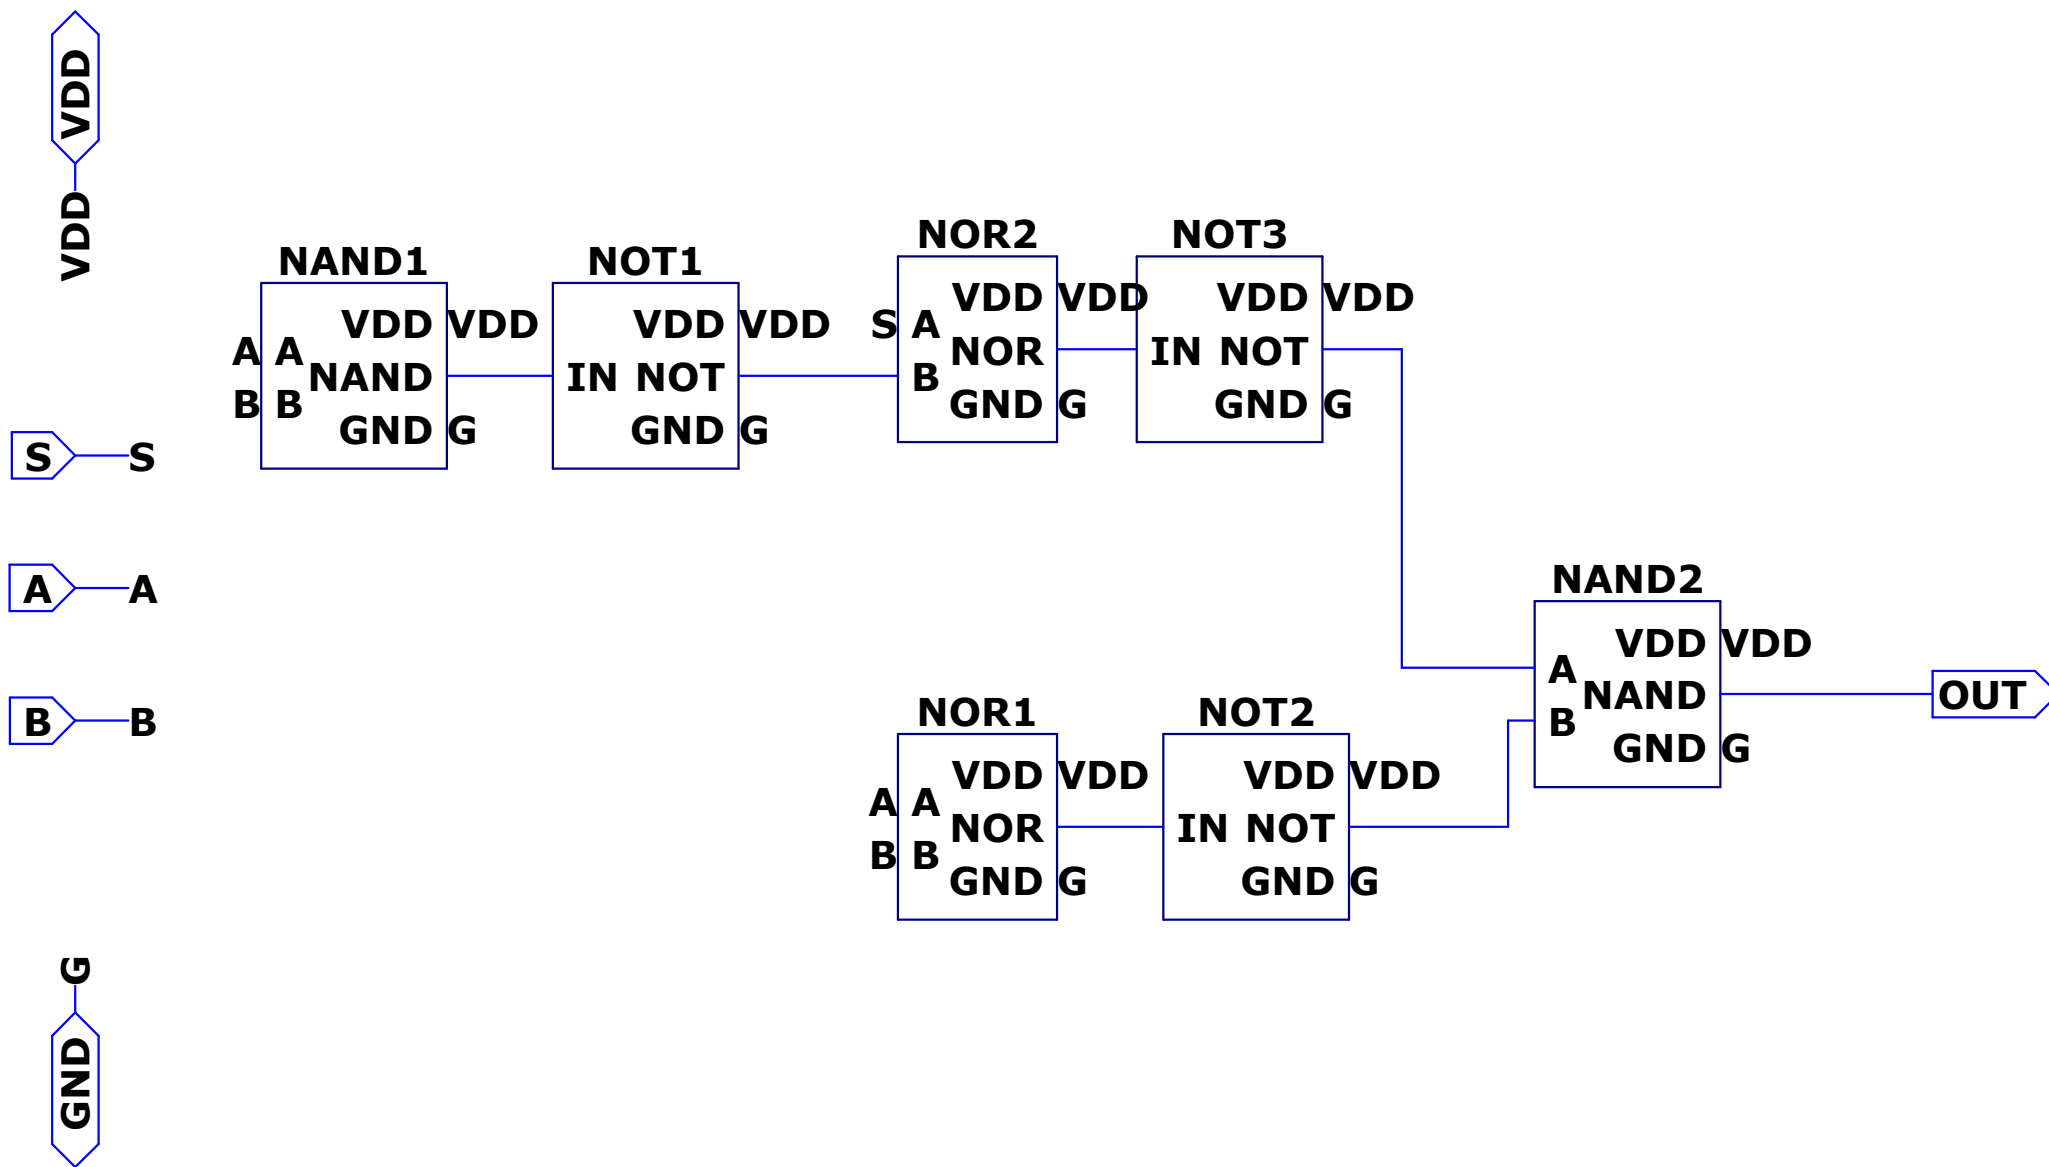 VDD
VDD
S S
A A
B B
G
GND
NAND1
VDD VDD
A A
NAND
B B
GND G
NOT1
VDD VDD
IN NOT
GND G
NOR2
VDD VDD
S A
NOR
B
GND G
NOT3
VDD VDD
IN NOT
GND G
NOR1
VDD VDD
A A
NOR
B B
GND G
NOT2
VDD VDD
IN NOT
GND G
NAND2
VDD VDD
A
NAND
B
GND G
OUT